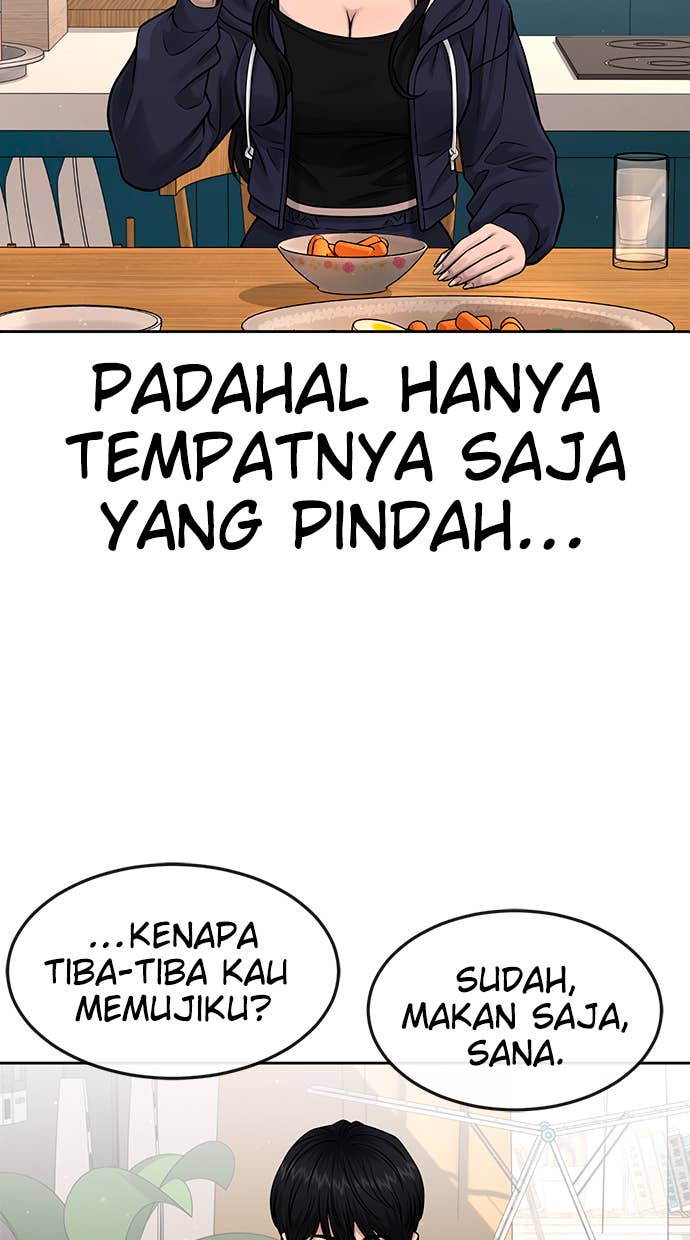 PADAHAL HANYA
TEMPATNYA SAJA
YANG PINDAH...
...KENAPA
TIBA-TIBA KAU
MEMUJIKU?
SUDAH,
MAKAN SAJA,
SANA.